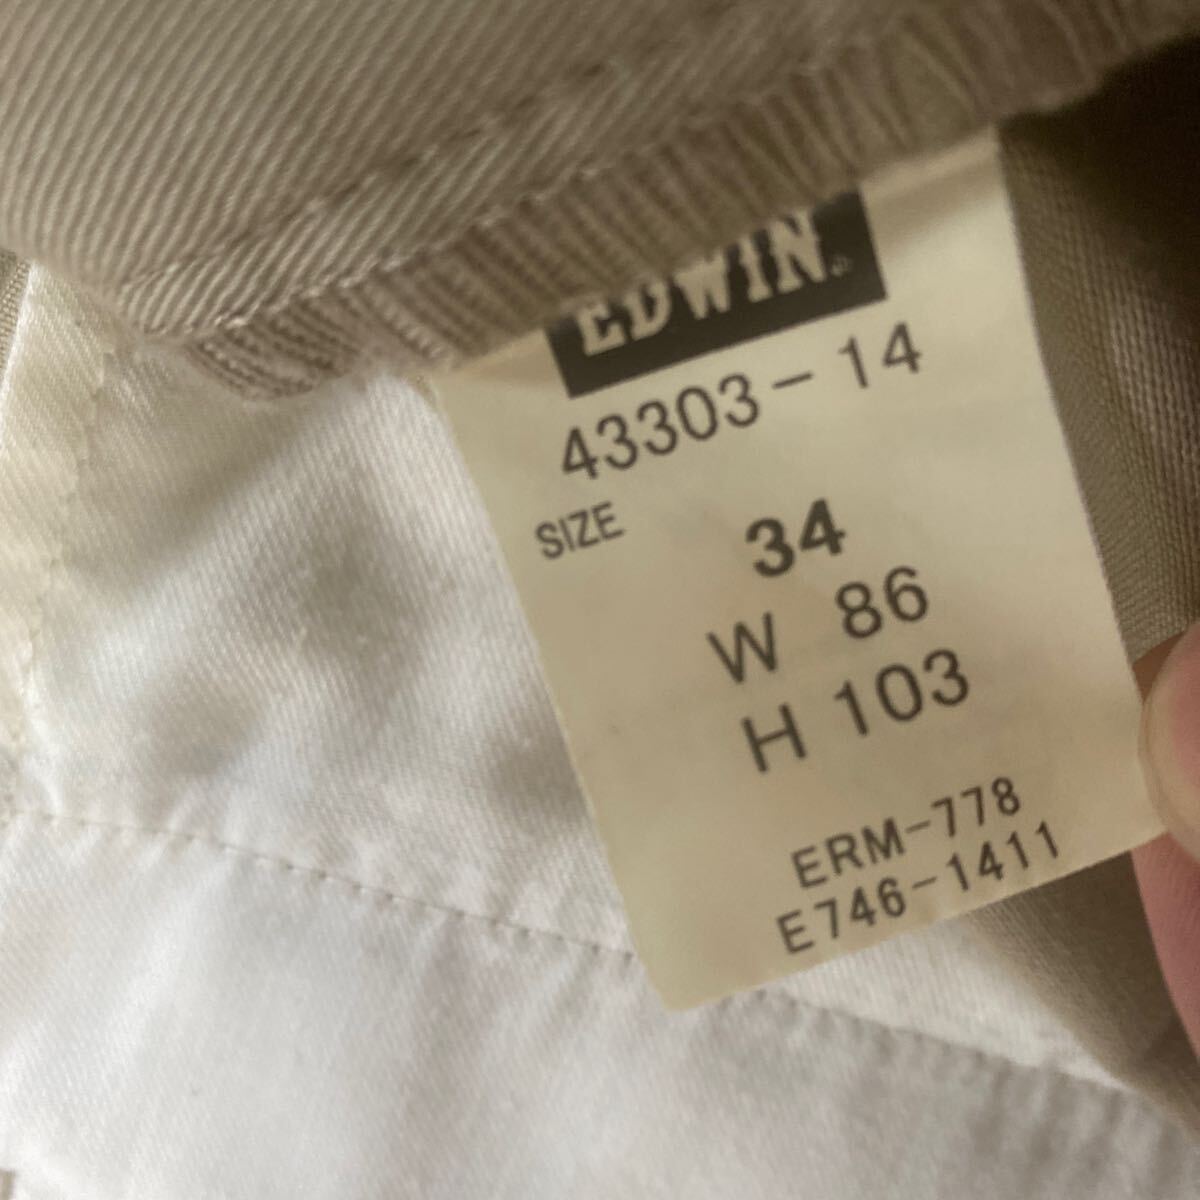 EDWIN®
43303-14
SIZE 34
W 86
H 103
ERM-778
E746-1411